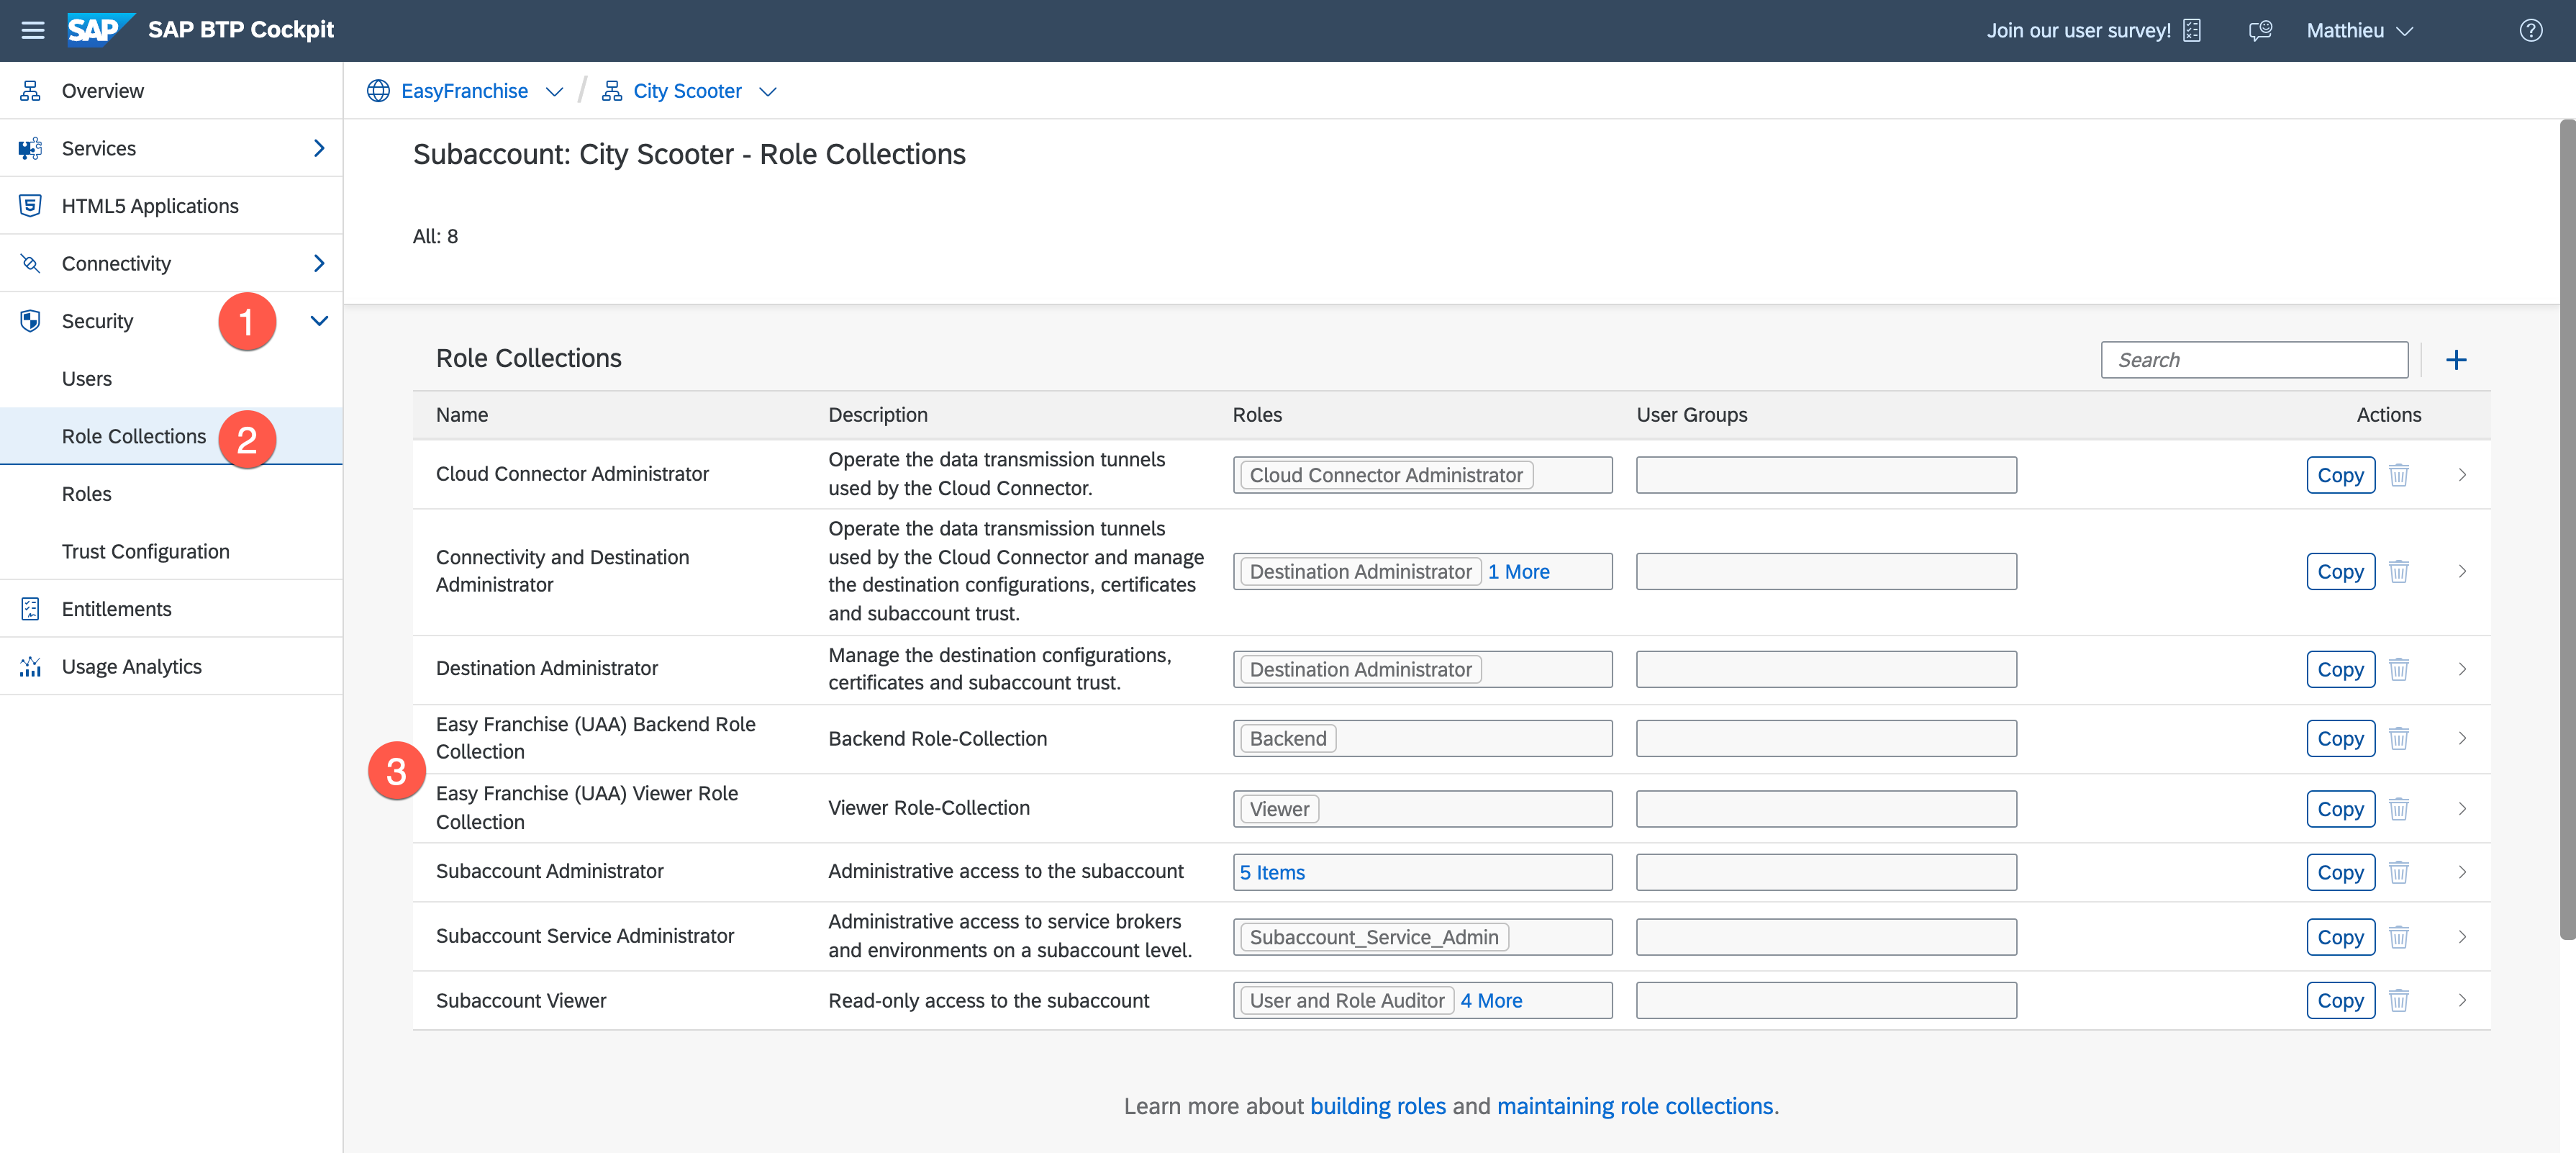 SAP SAP BTP Cockpit
Join our user survey!
Matthieu
?
Overview
Services
5 HTML5 Applications
Connectivity
Security
1
Users
Role Collections
2
Roles
Trust Configuration
Entitlements
Usage Analytics
EasyFranchise / City Scooter
Subaccount: City Scooter - Role Collections
All: 8
Role Collections
Search
+
Name Description Roles User Groups Actions
Cloud Connector Administrator
Operate the data transmission tunnels
used by the Cloud Connector.
Cloud Connector Administrator
Copy
Connectivity and Destination
Administrator
Operate the data transmission tunnels
used by the Cloud Connector and manage
the destination configurations, certificates
and subaccount trust.
Destination Administrator 1 More
Copy
Destination Administrator
Manage the destination configurations,
certificates and subaccount trust.
Destination Administrator
Copy
Easy Franchise (UAA) Backend Role
Collection
Backend Role-Collection
Backend
Copy
3
Easy Franchise (UAA) Viewer Role
Collection
Viewer Role-Collection
Viewer
Copy
Subaccount Administrator
Administrative access to the subaccount
5 Items
Copy
Subaccount Service Administrator
Administrative access to service brokers
and environments on a subaccount level.
Subaccount_Service_Admin
Copy
Subaccount Viewer
Read-only access to the subaccount
User and Role Auditor 4 More
Copy
Learn more about building roles and maintaining role collections.